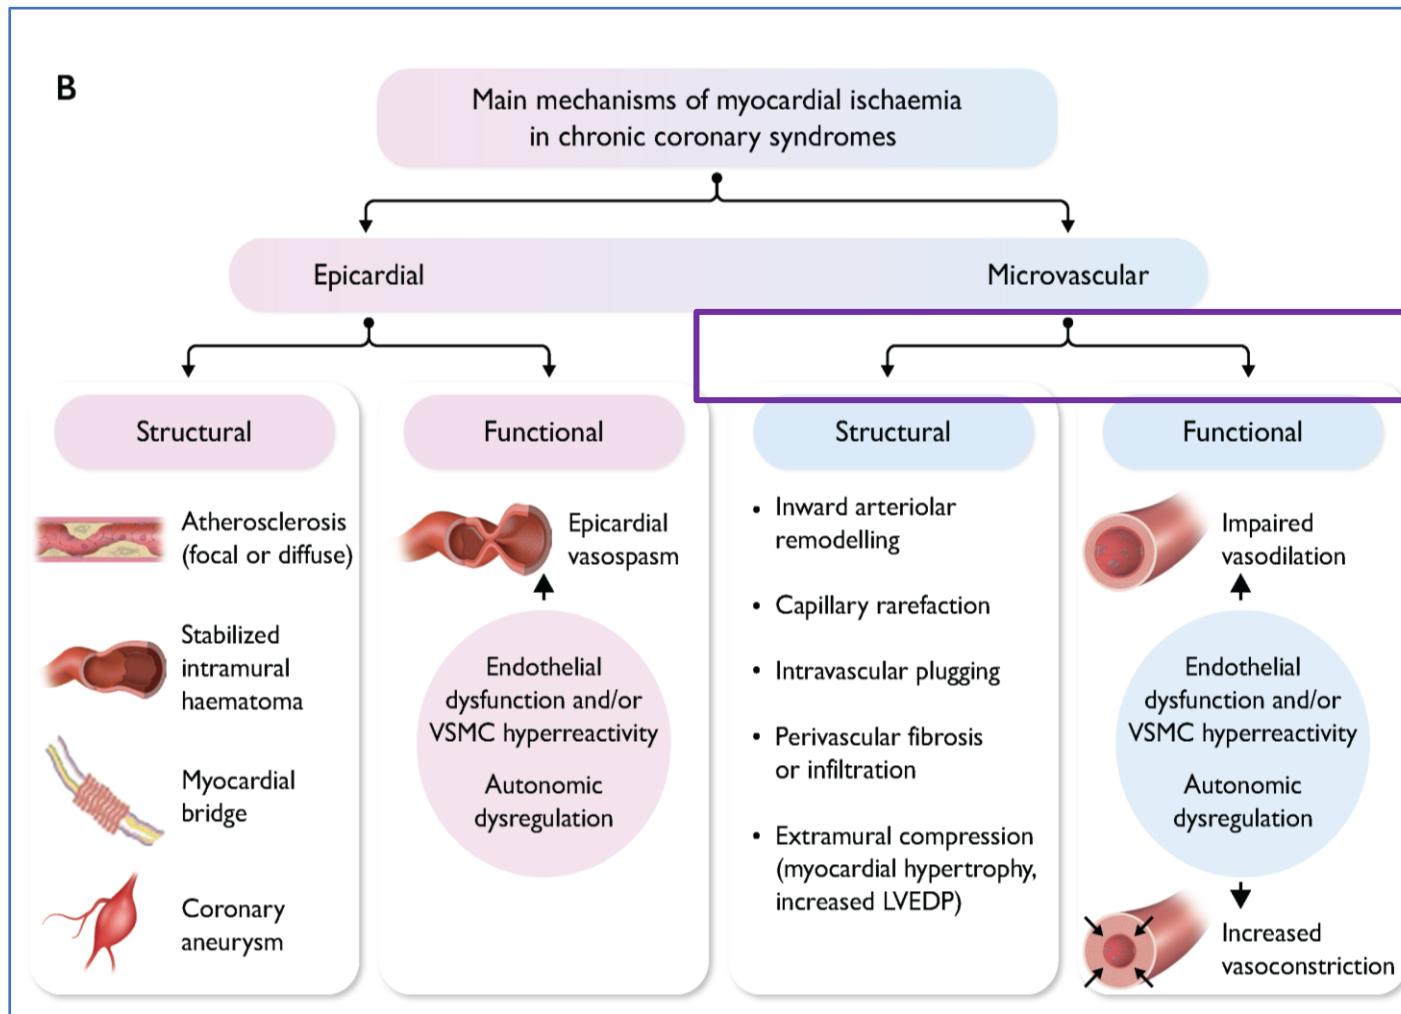 B
Main mechanisms of myocardial ischaemia
in chronic coronary syndromes
Epicardial
Microvascular
Structural
Atherosclerosis
(focal or diffuse)
Stabilized
intramural
haematoma
Myocardial
bridge
Coronary
aneurysm
Functional
Epicardial
vasospasm
Endothelial
dysfunction and/or
VSMC hyperreactivity
Autonomic
dysregulation
Structural
• Inward arteriolar
remodelling
• Capillary rarefaction
• Intravascular plugging
• Perivascular fibrosis
or infiltration
• Extramural compression
(myocardial hypertrophy,
increased LVEDP)
Functional
Impaired
vasodilation
Endothelial
dysfunction and/or
VSMC hyperreactivity
Autonomic
dysregulation
Increased
vasoconstriction